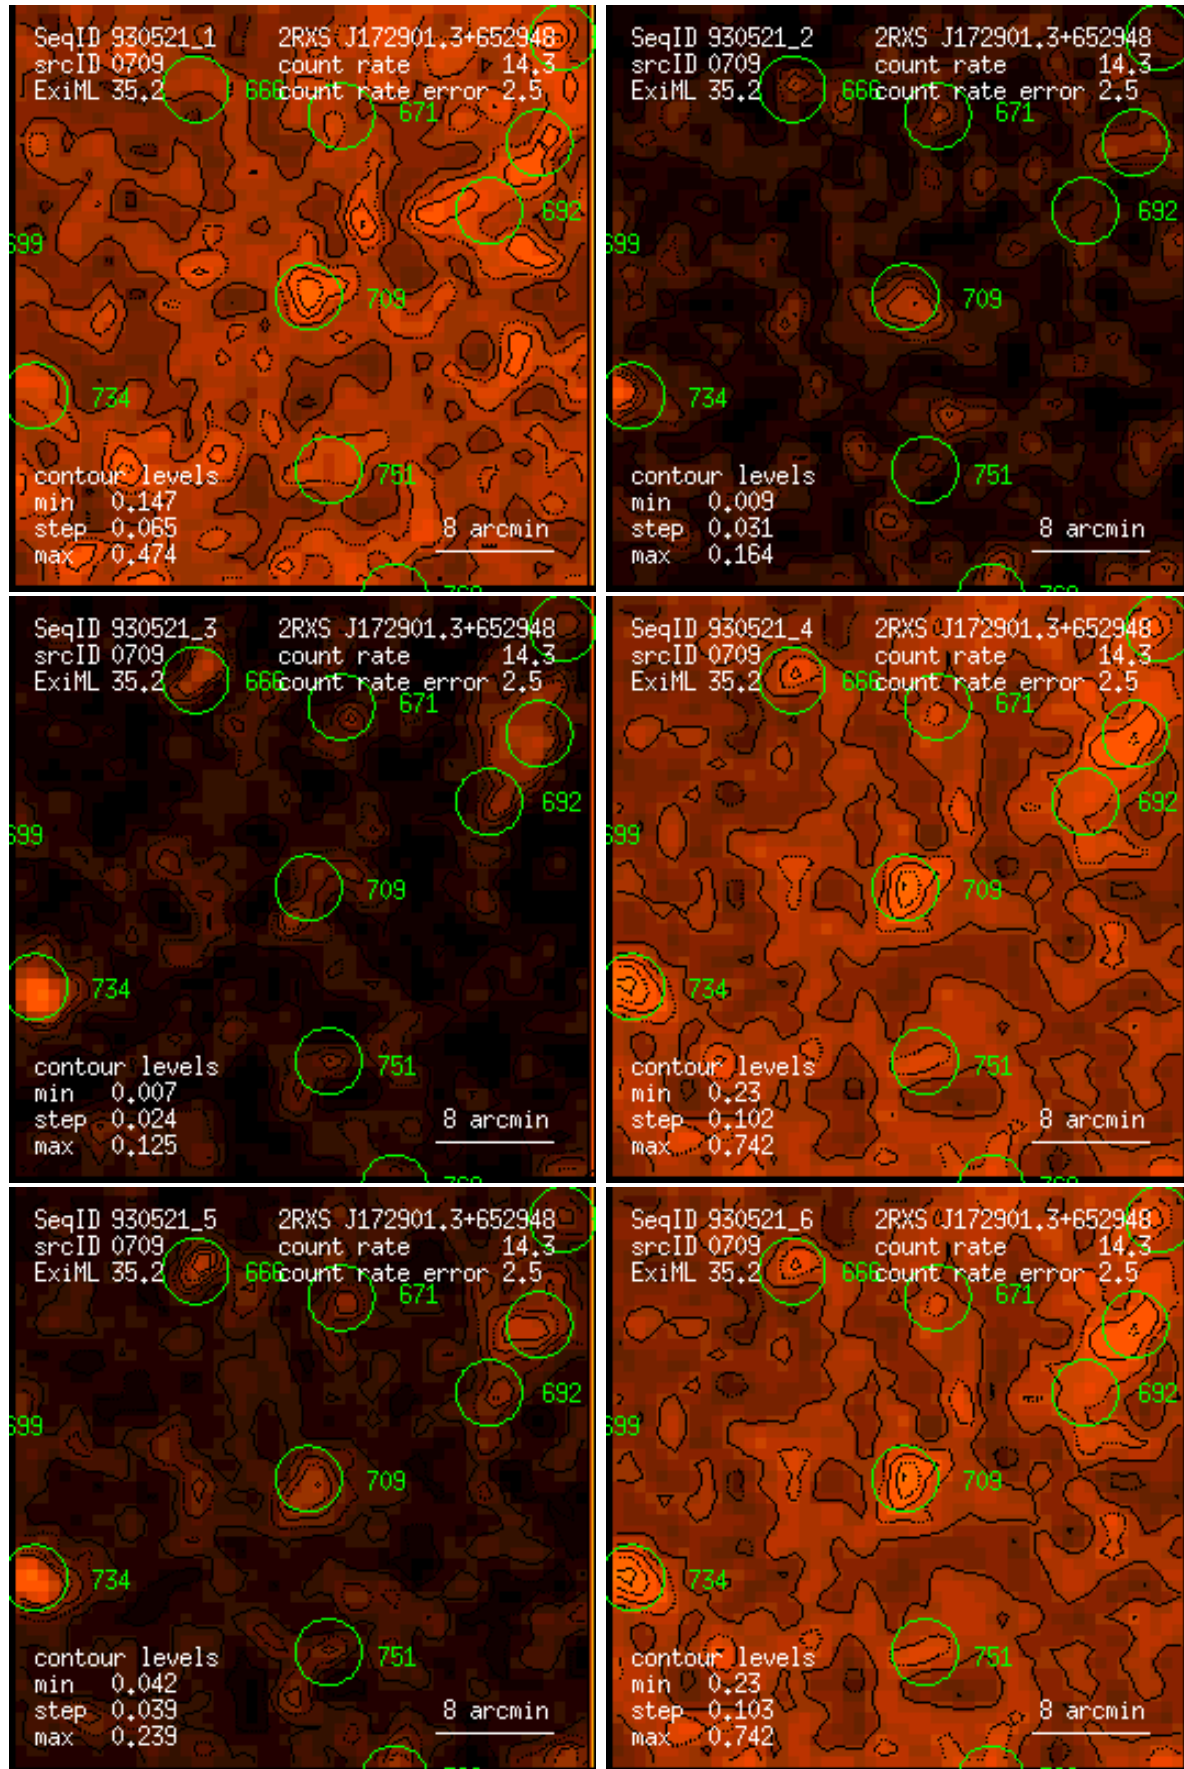 SeqID 930521_1 2RXS J172901.3+652948
srcID 0709 count rate 14.3
ExiML 35.2 666 count rate error 2.5
671
692
699
709
734
751
contour levels
min 0.147
step 0.065
max 0.474
8 arcmin
SeqID 930521_2 2RXS J172901.3+652948
srcID 0709 count rate 14.3
ExiML 35.2 666 count rate error 2.5
671
692
699
709
734
751
contour levels
min 0.009
step 0.031
max 0.164
8 arcmin
SeqID 930521_3 2RXS J172901.3+652948
srcID 0709 count rate 14.3
ExiML 35.2 666 count rate error 2.5
671
692
699
709
734
751
contour levels
min 0.007
step 0.024
max 0.125
8 arcmin
SeqID 930521_4 2RXS J172901.3+652948
srcID 0709 count rate 14.3
ExiML 35.2 666 count rate error 2.5
671
692
699
709
734
751
contour levels
min 0.23
step 0.102
max 0.742
8 arcmin
SeqID 930521_5 2RXS J172901.3+652948
srcID 0709 count rate 14.3
ExiML 35.2 666 count rate error 2.5
671
692
699
709
734
751
contour levels
min 0.042
step 0.039
max 0.239
8 arcmin
SeqID 930521_6 2RXS J172901.3+652948
srcID 0709 count rate 14.3
ExiML 35.2 666 count rate error 2.5
671
692
699
709
734
751
contour levels
min 0.23
step 0.103
max 0.742
8 arcmin